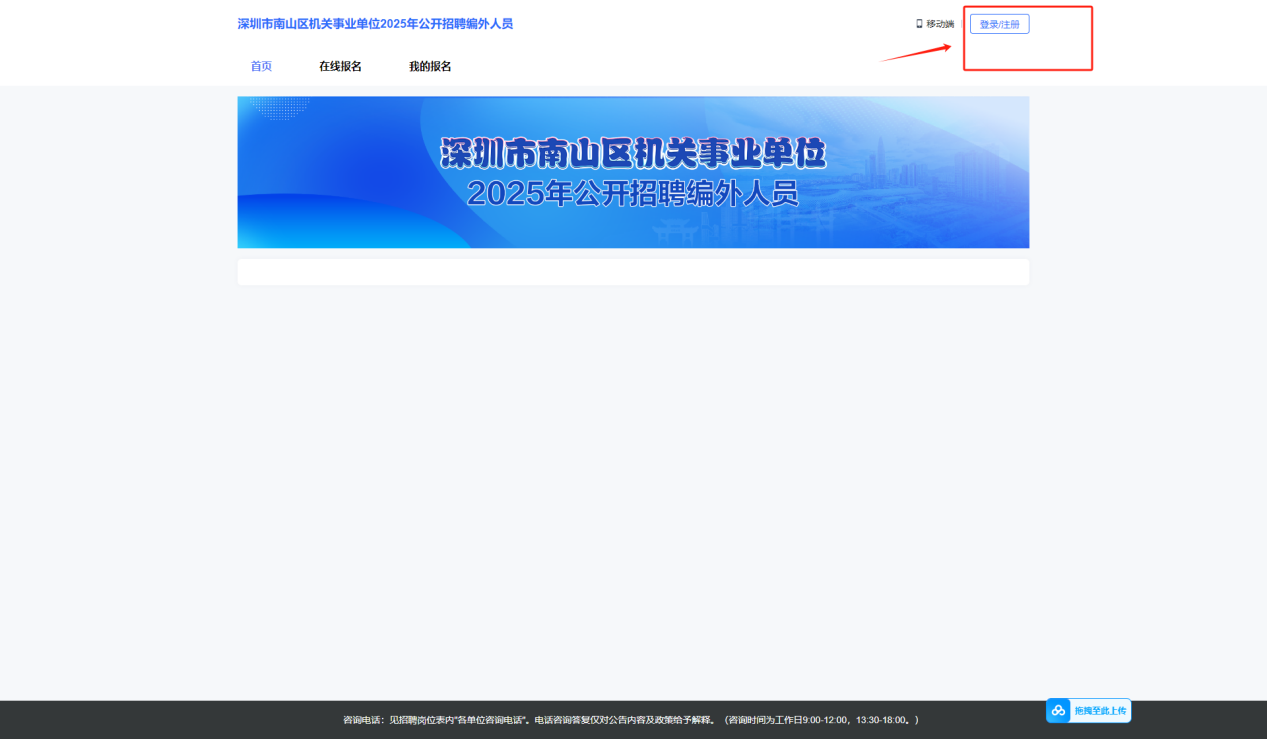 深圳市南山区机关事业单位2025年公开招聘编外人员
移动端
登录/注册
首页
在线报名
我的报名
深圳市南山区机关事业单位
2025年公开招聘编外人员
咨询电话：见招聘岗位表内"各单位咨询电话"。电话咨询答复仅对公告内容及政策给予解释。（咨询时间为工作日9:00-12:00，13:30-18:00。）
拖拽至此上传